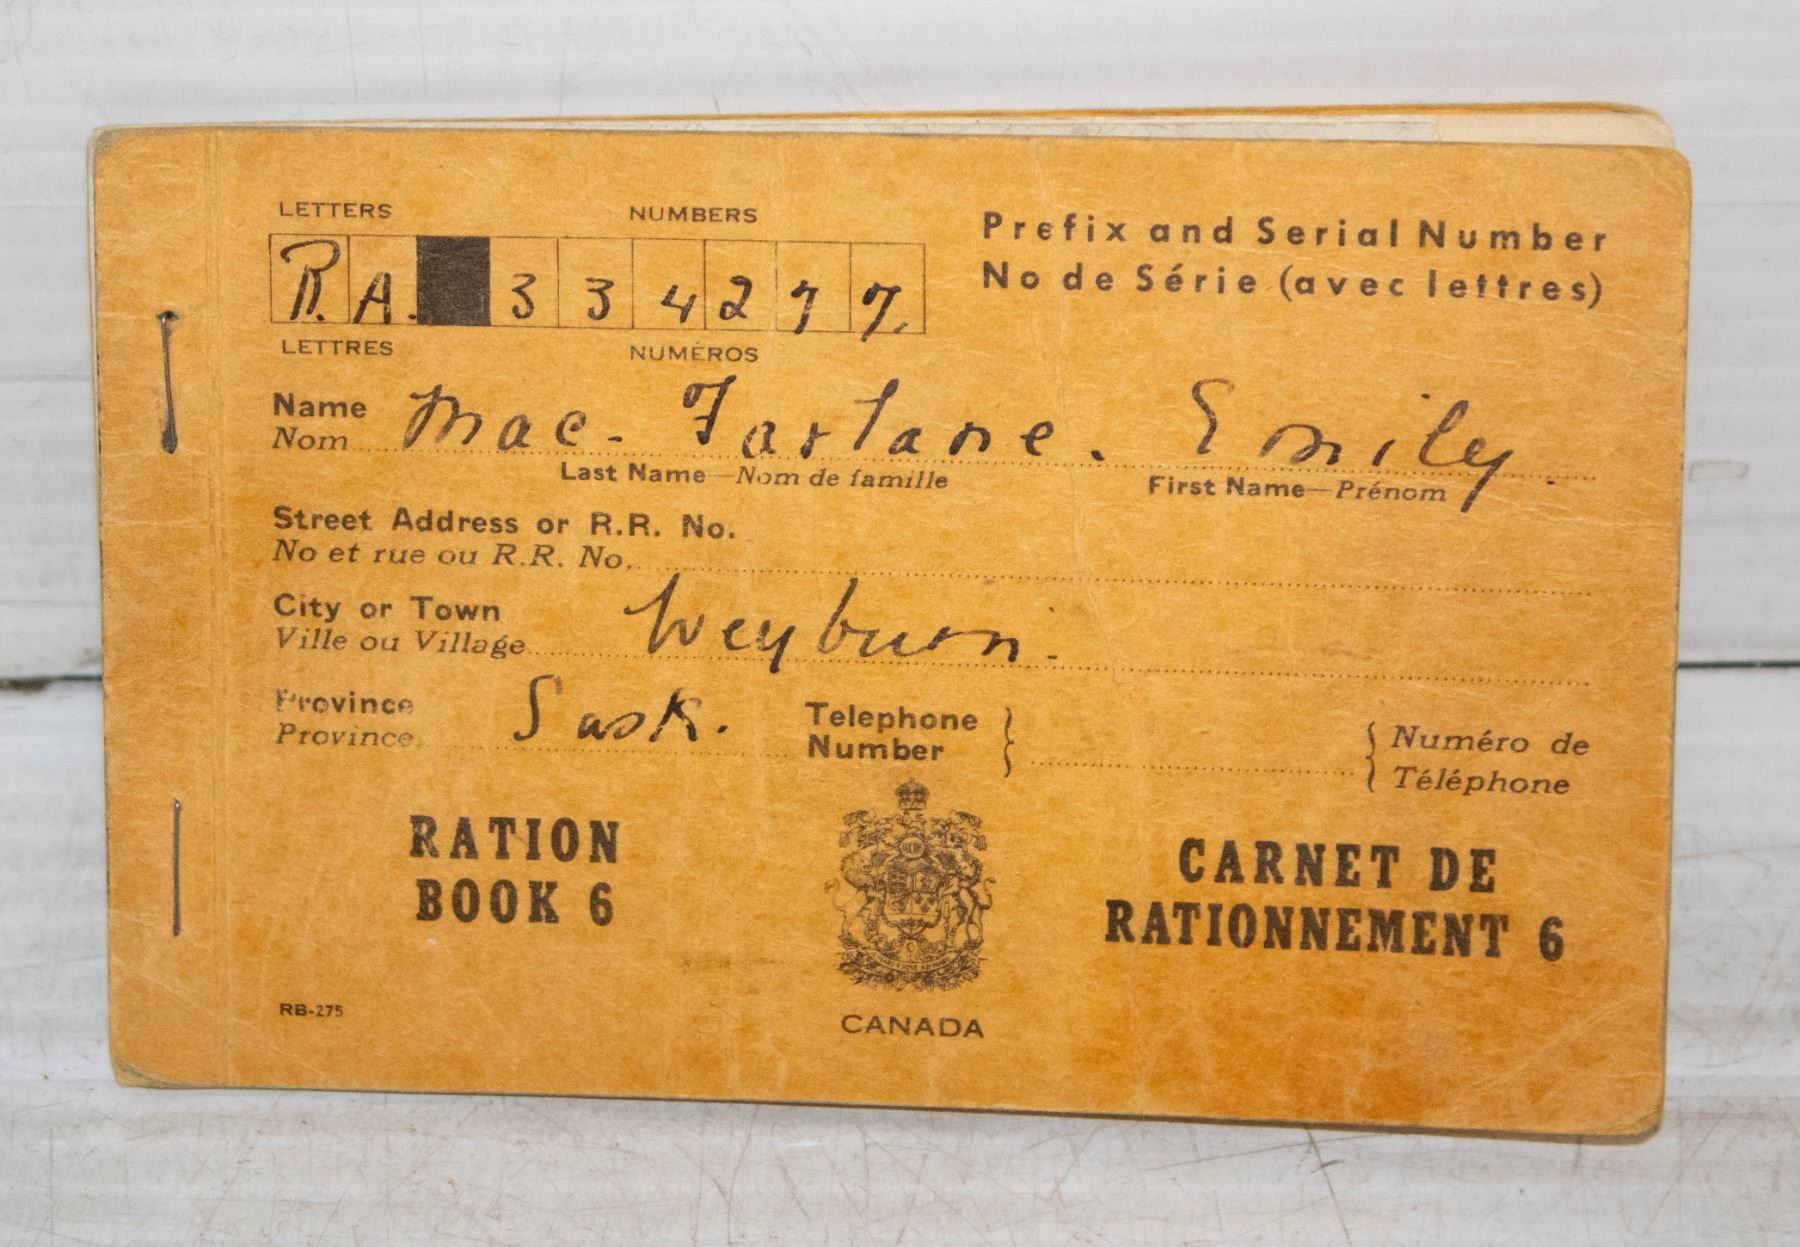 LETTERS NUMBERS
R. A. 3 3 4 2 7 7.
LETTRES NUMÉROS
Prefix and Serial Number
No de Série (avec lettres)
Name Mac-Farlane. Emily.
Nom
Last Name—Nom de famille First Name—Prénom
Street Address or R.R. No.
No et rue ou R.R. No.
City or Town Weyburn.
Ville ou Village
Province Sask.
Province
Telephone
Number
Numéro de
Téléphone
RATION
BOOK 6
CARNET DE
RATIONNEMENT 6
RB-275
CANADA